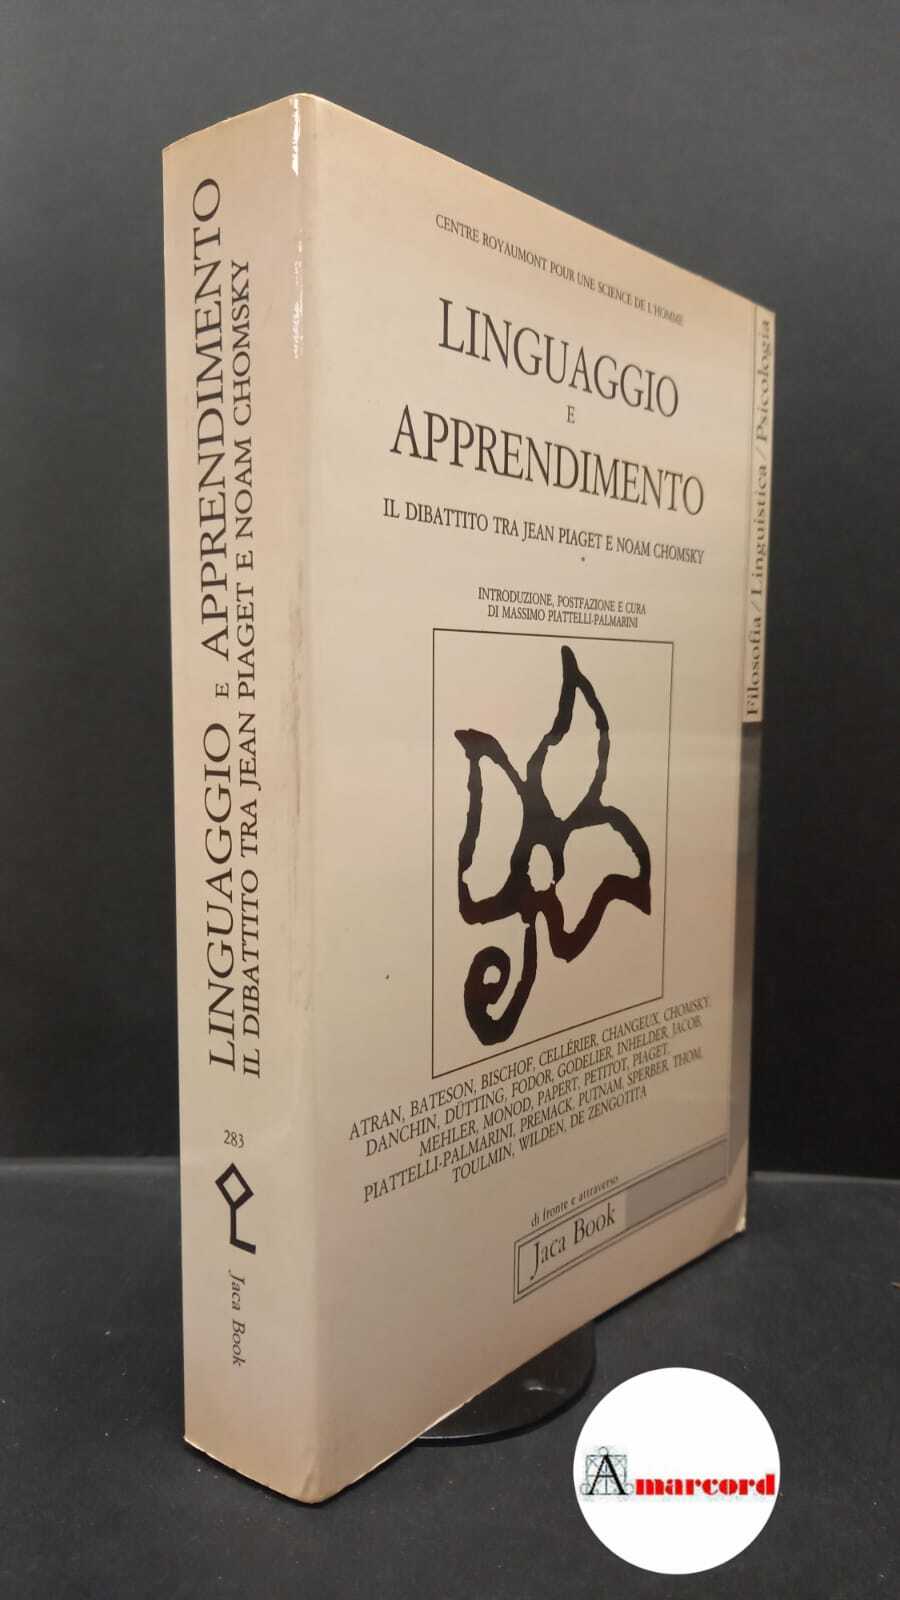 LINGUAGGIO E APPRENDIMENTO
IL DIBATTITO TRA JEAN PIAGET E NOAM CHOMSKY
283
Jaca Book
CENTRE ROYAUMONT POUR UNE SCIENCE DE L'HOMME
LINGUAGGIO
E
APPRENDIMENTO
IL DIBATTITO TRA JEAN PIAGET E NOAM CHOMSKY
INTRODUZIONE, POSTFAZIONE E CURA
DI MASSIMO PIATTELLI-PALMARINI
Filosofia/Linguistica/Psicologia
ATRAN, BATESON, BISCHOF, CELLÉRIER, CHANGEUX, CHOMSKY,
DANCHIN, DÜTTING, FODOR, GODELIER, INHELDER, JACOB,
MEHLER, MONOD, PAPERT, PETITOT, PIAGET,
PIATTELLI-PALMARINI, PREMACK, PUTNAM, SPERBER, THOM,
TOULMIN, WILDEN, DE ZENGOTITA
di fronte e attraverso
Jaca Book
Amarcord